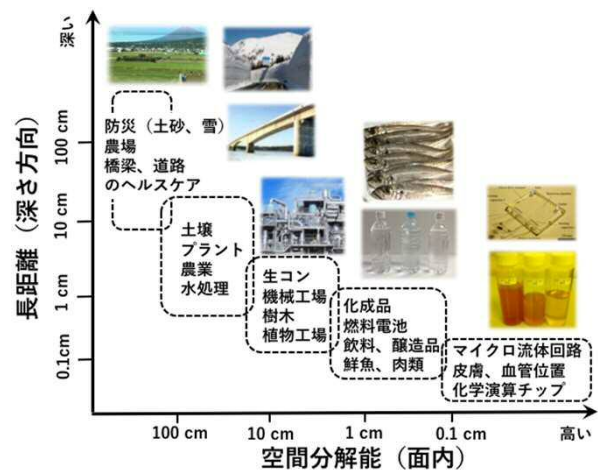 深い
長距離（深さ方向）
100 cm
10 cm
1 cm
0.1cm
防災（土砂、雪）
農場
橋梁、道路
のヘルスケア
土壌
プラント
農業
水処理
生コン
機械工場
樹木
植物工場
化成品
燃料電池
飲料、醸造品
鮮魚、肉類
マイクロ流体回路
皮膚、血管位置
化学演算チップ
100 cm
10 cm
1 cm
0.1 cm
高い
空間分解能（面内）